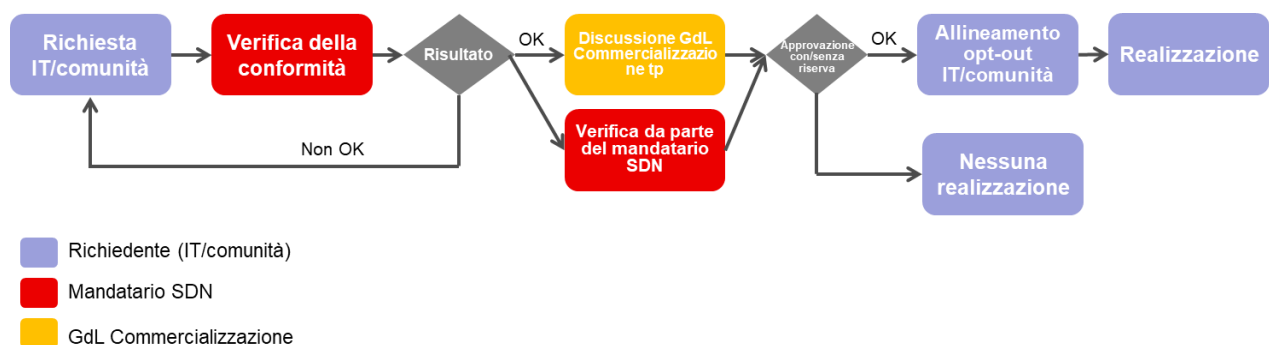 Richiesta
IT/comunità
Verifica della
conformità
Risultato
OK
Non OK
Discussione GdL
Commercializzazio
ne tp
Verifica da parte
del mandatario
SDN
Approvazione
con/senza
riserva
OK
Allineamento
opt-out
IT/comunità
Realizzazione
Nessuna
realizzazione
Richiedente (IT/comunità)
Mandatario SDN
GdL Commercializzazione